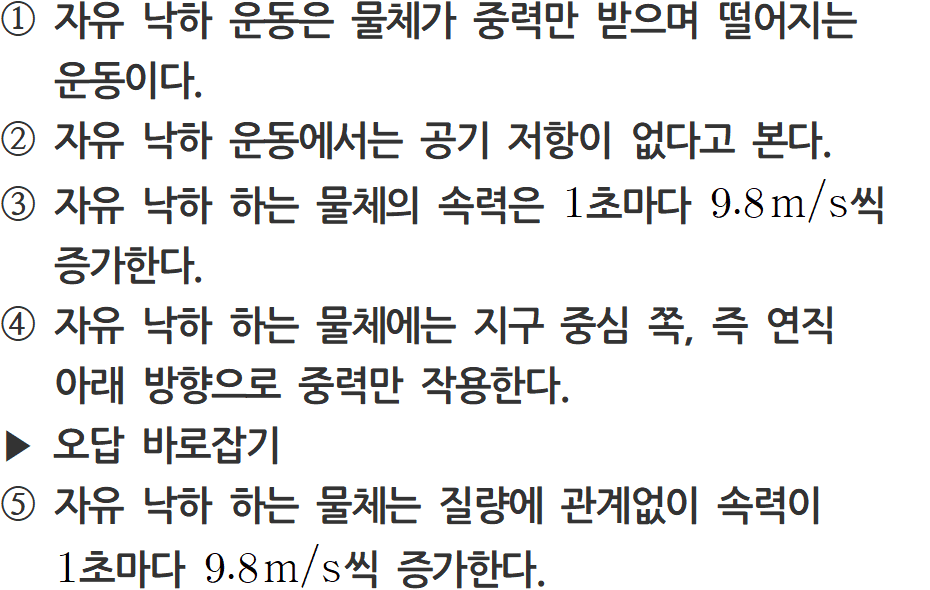 ① 자유 낙하 운동은 물체가 중력만 받으며 떨어지는
운동이다.
② 자유 낙하 운동에서는 공기 저항이 없다고 본다.
③ 자유 낙하 하는 물체의 속력은 1초마다 9.8m/s씩
증가한다.
④ 자유 낙하 하는 물체에는 지구 중심 쪽, 즉 연직
아래 방향으로 중력만 작용한다.
▶ 오답 바로잡기
⑤ 자유 낙하 하는 물체는 질량에 관계없이 속력이
1초마다 9.8m/s씩 증가한다.